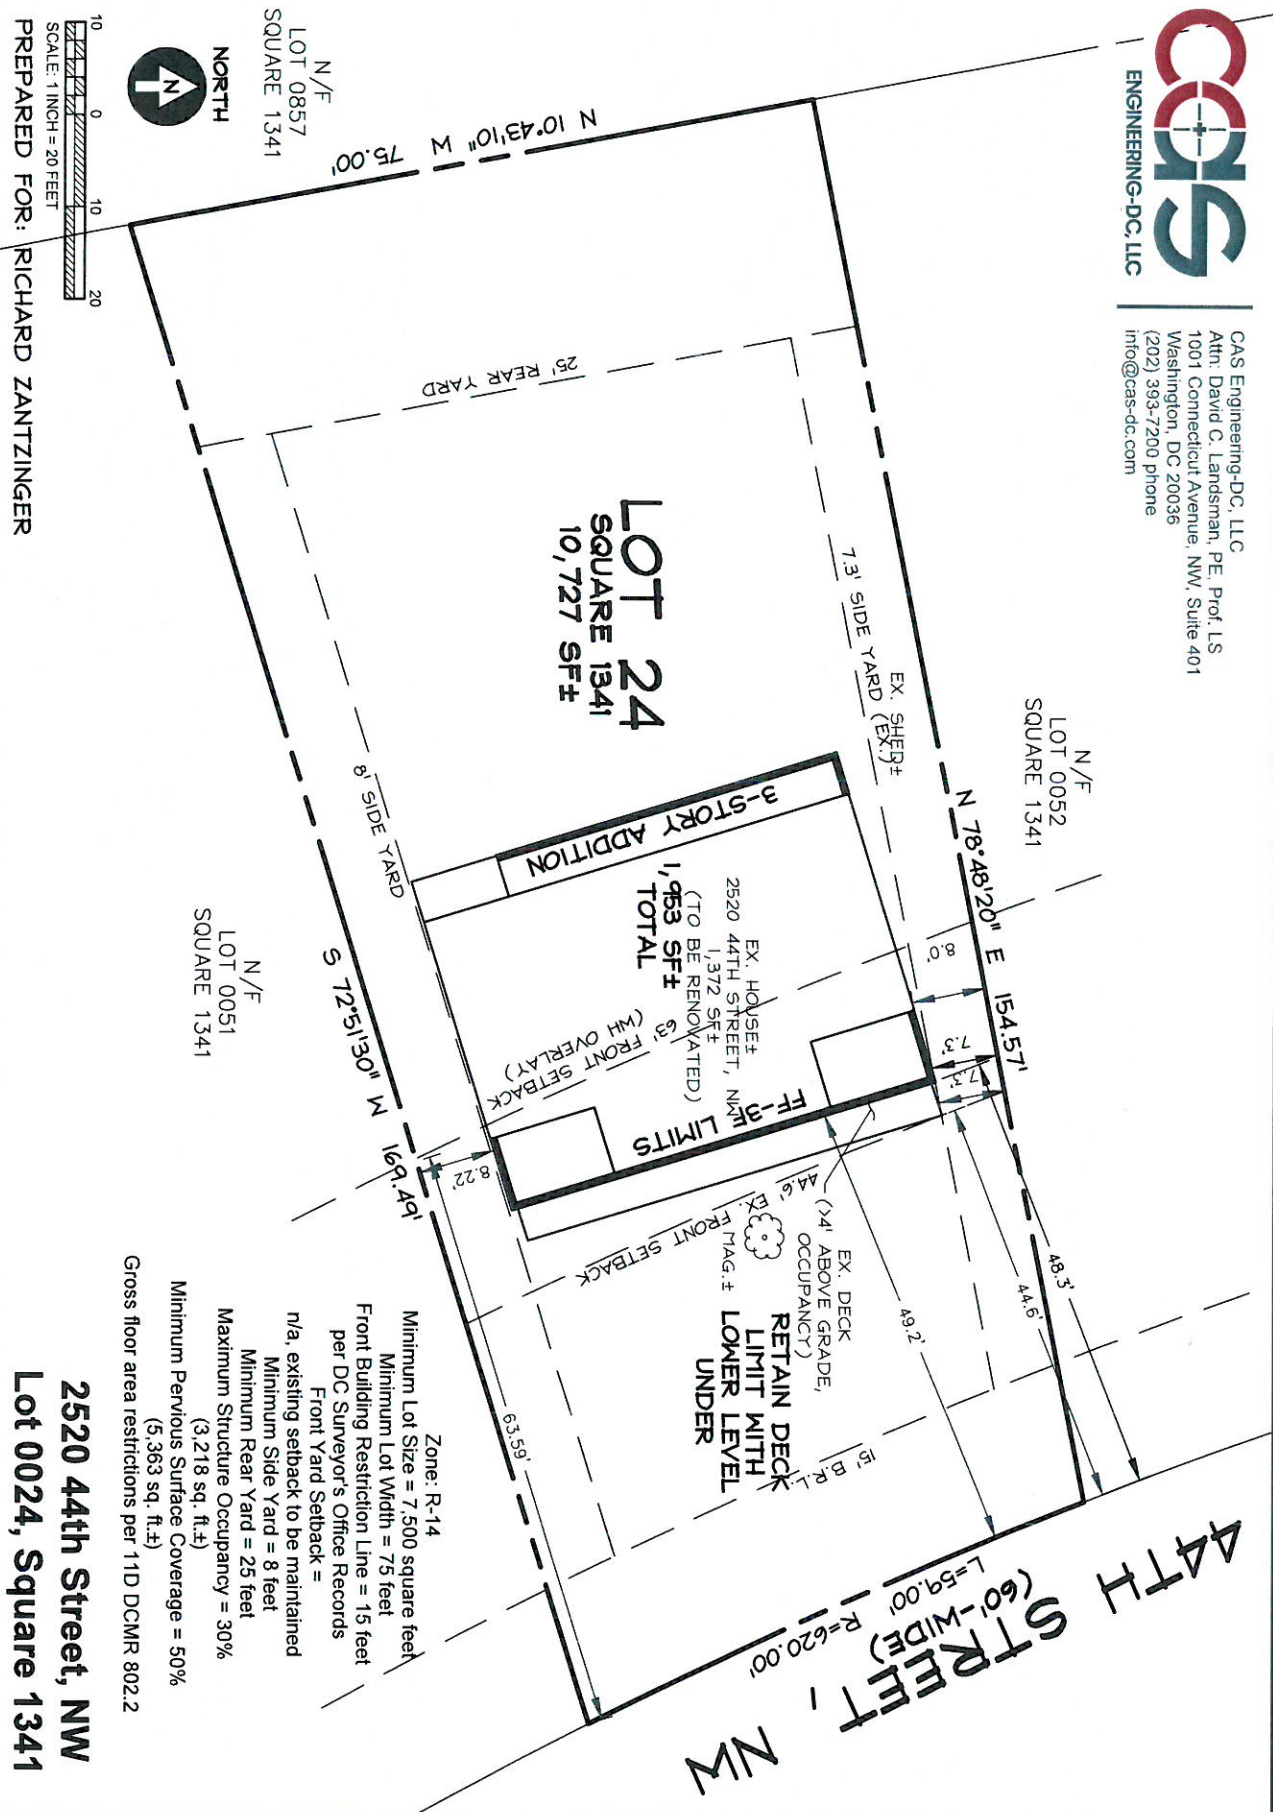 cas
ENGINEERING-DC, LLC
CAS Engineering-DC, LLC
Attn: David C. Landsman, PE, Prof. LS
1001 Connecticut Avenue, NW, Suite 401
Washington, DC 20036
(202) 393-7200 phone
info@cas-dc.com
N/F
LOT 0052
SQUARE 1341
N 78°48'20" E 154.57'
N/F
LOT 0857
SQUARE 1341
N 10°43'10" W
75.00'
25' REAR YARD
7.3' SIDE YARD (EX.)
EX. SHED±
LOT 24
SQUARE 1341
10,727 SF±
8' SIDE YARD
3-STORY ADDITION
1,953 SF±
TOTAL
EX. HOUSE±
2520 44TH STREET, NW
1,372 SF±
(TO BE RENOVATED)
63' FRONT SETBACK
(WH OVERLAY)
FF-3E LIMITS
8.0'
7.3'
7.3'
8.22'
48.3'
44.6'
49.2'
63.59'
44.6' EX.
FRONT SETBACK
EX. DECK
(>4' ABOVE GRADE,
OCCUPANCY)
MAG.±
RETAIN DECK
LIMIT WITH
LOWER LEVEL
UNDER
15' B.R.L.
L=59.00' R=620.00'
44TH STREET, NW
(60'-WIDE)
S 72°51'30" W 169.49'
N/F
LOT 0051
SQUARE 1341
Zone: R-14
Minimum Lot Size = 7,500 square feet
Minimum Lot Width = 75 feet
Front Building Restriction Line = 15 feet
per DC Surveyor's Office Records
Front Yard Setback =
n/a, existing setback to be maintained
Minimum Side Yard = 8 feet
Minimum Rear Yard = 25 feet
Maximum Structure Occupancy = 30%
(3,218 sq. ft.±)
Minimum Pervious Surface Coverage = 50%
(5,363 sq. ft.±)
Gross floor area restrictions per 11D DCMR 802.2
2520 44th Street, NW
Lot 0024, Square 1341
NORTH
N
10 0 10 20
SCALE: 1 INCH = 20 FEET
PREPARED FOR: RICHARD ZANTZINGER